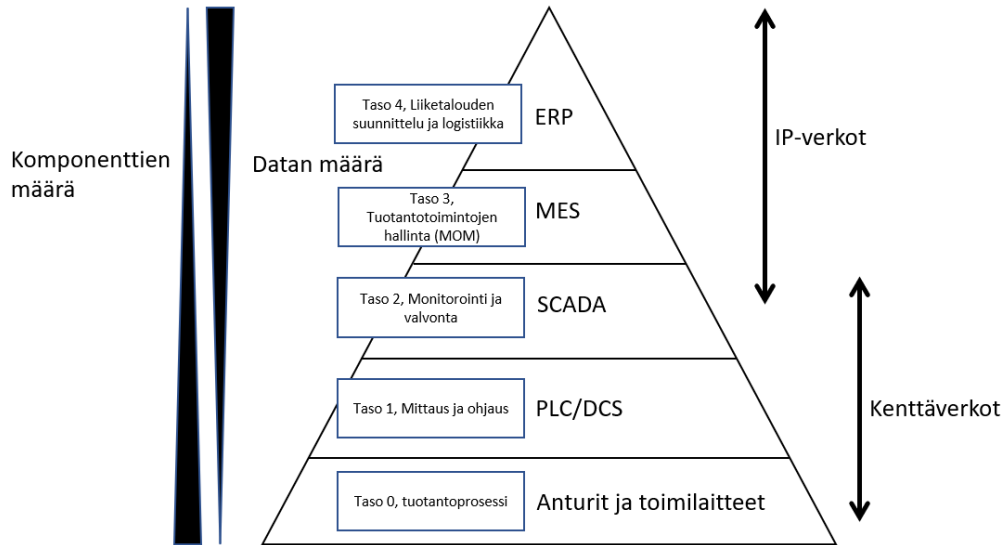 Komponenttien
määrä
Datan määrä
Taso 4, Liiketalouden
suunnittelu ja logistiikka
ERP
Taso 3,
Tuotantotoimintojen
hallinta (MOM)
MES
Taso 2, Monitorointi ja
valvonta
SCADA
Taso 1, Mittaus ja ohjaus
PLC/DCS
Taso 0, tuotantoprosessi
Anturit ja toimilaitteet
IP-verkot
Kenttäverkot